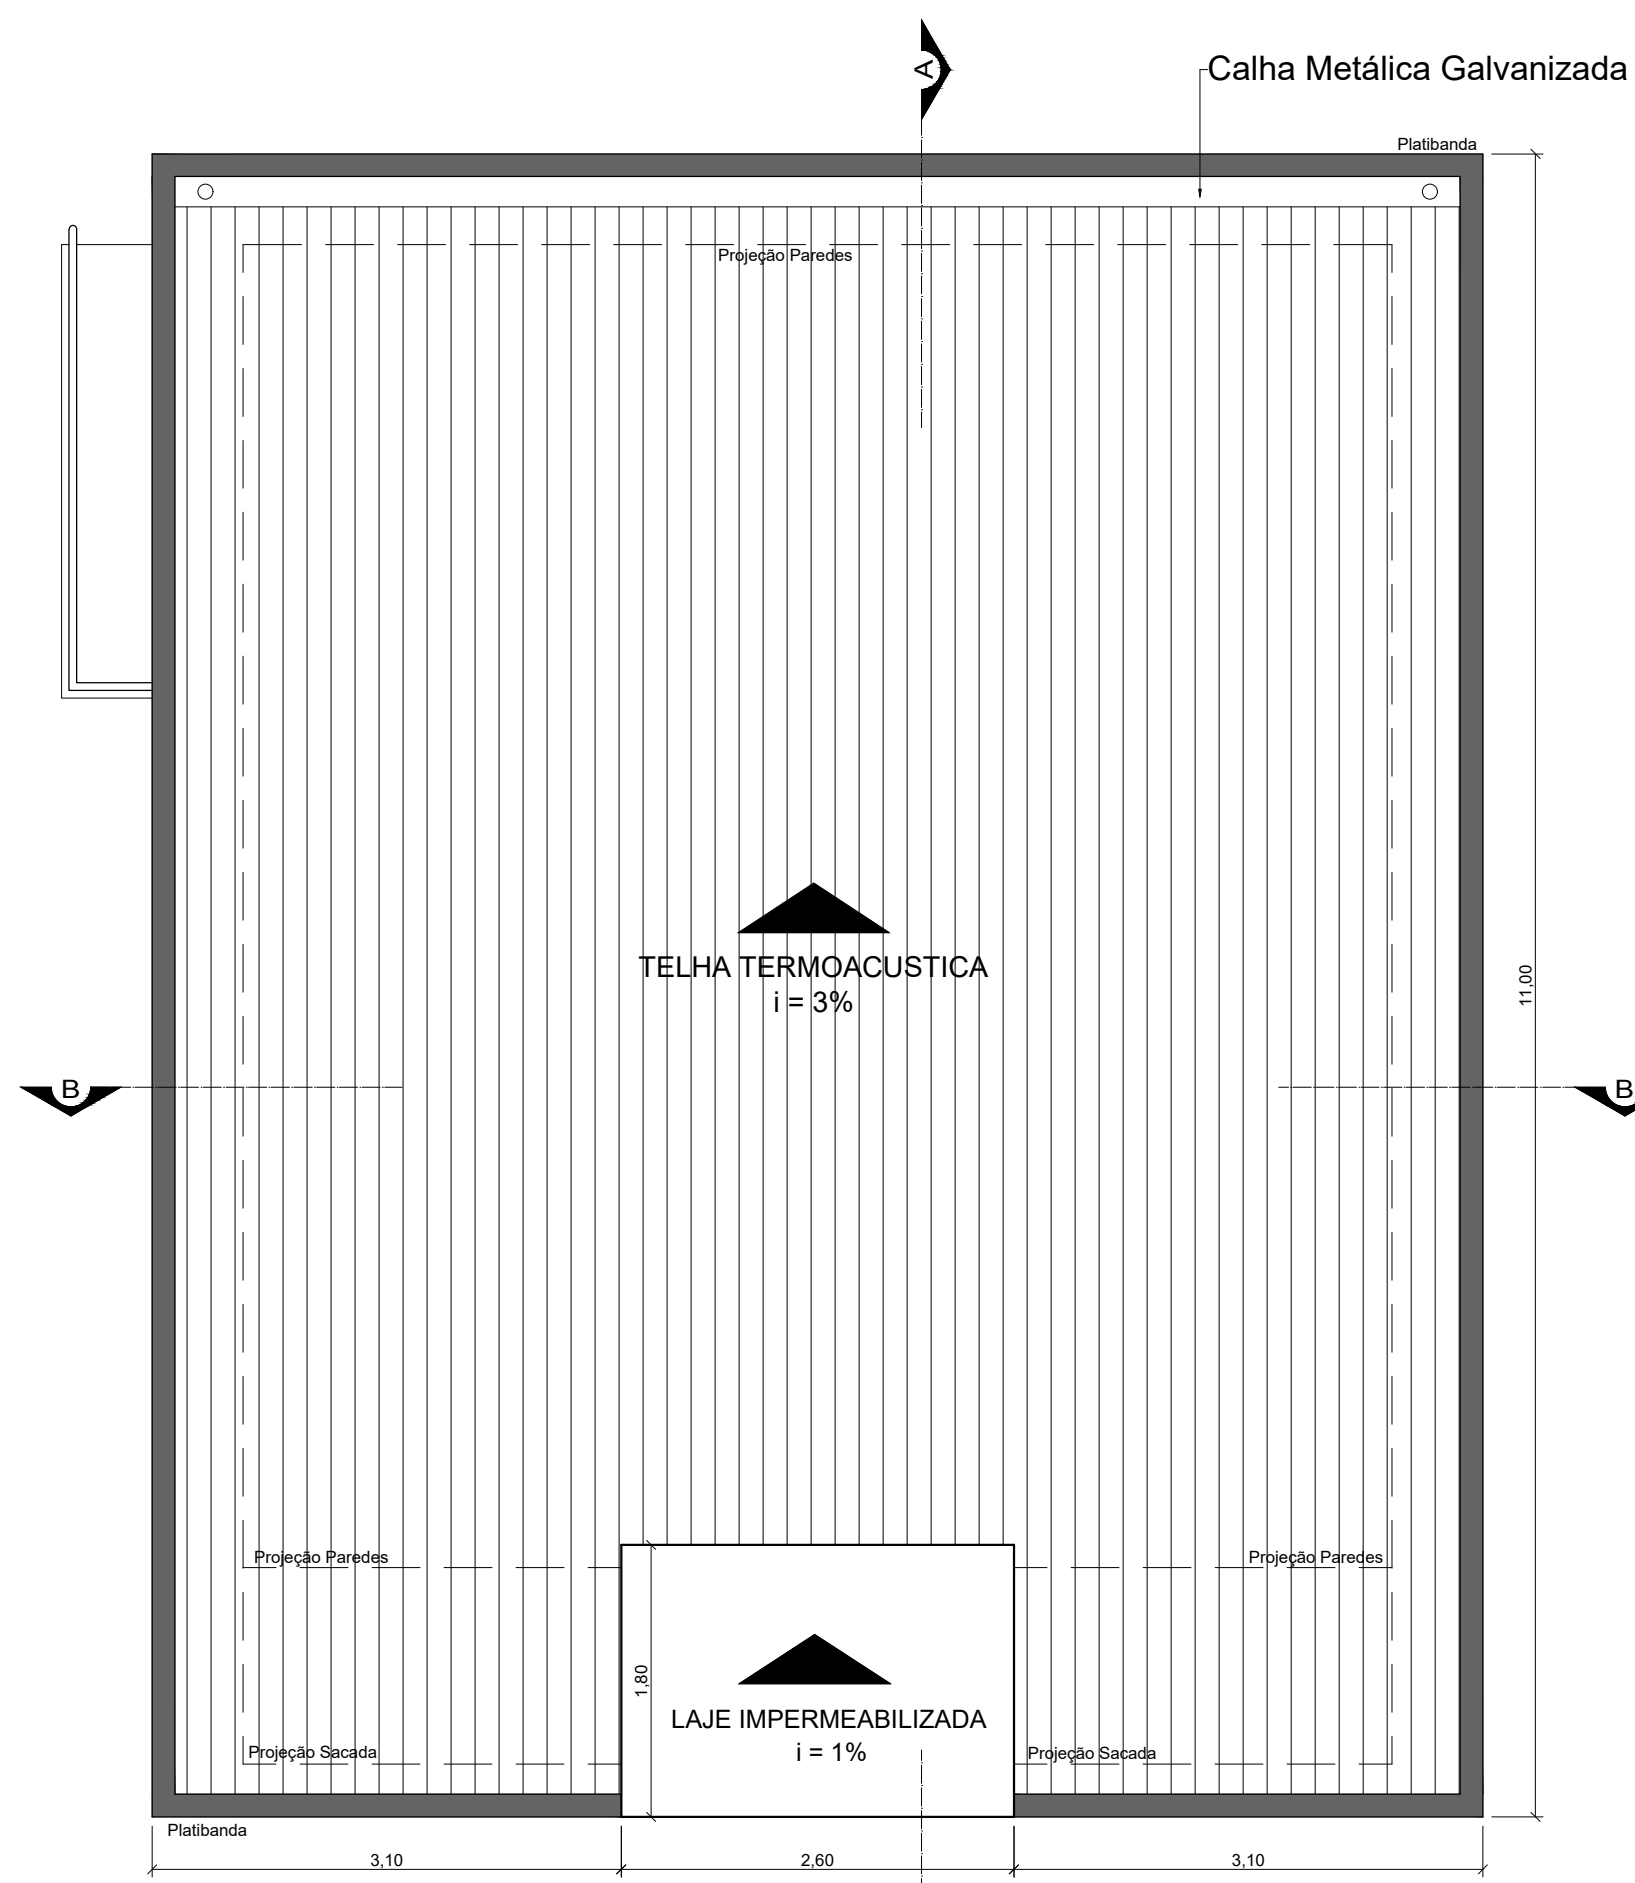 A
Calha Metálica Galvanizada
Platibanda
Projeção Paredes
TELHA TERMOACUSTICA
i = 3%
11,00
B
B
Projeção Paredes
Projeção Paredes
1,80
LAJE IMPERMEABILIZADA
i = 1%
Projeção Sacada
Projeção Sacada
Platibanda
3,10
2,60
3,10